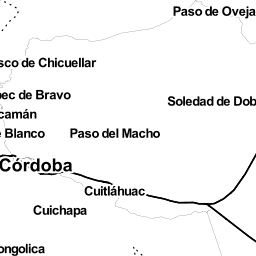 Paso de Oveja
sco de Chicuellar
pec de Bravo
Soledad de Dob
camán
Blanco
Paso del Macho
Córdoba
Cuitláhuac
Cuichapa
ongolica